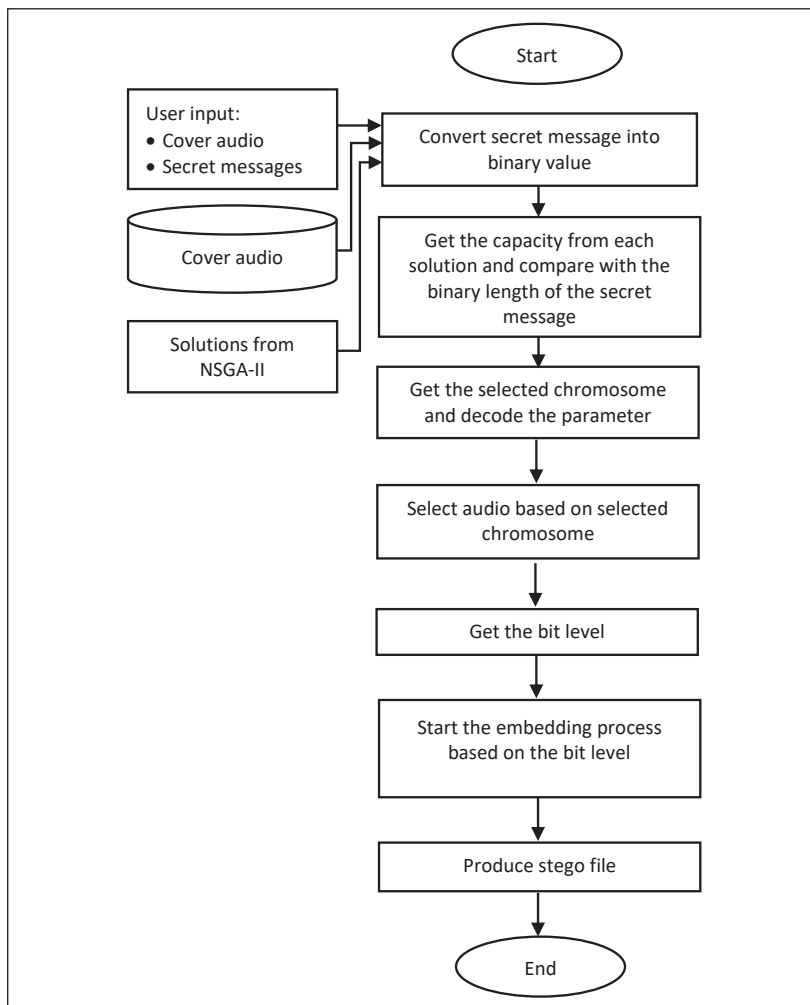 Start
User input:
• Cover audio
• Secret messages
Convert secret message into
binary value
Cover audio
Get the capacity from each
solution and compare with the
binary length of the secret
message
Solutions from
NSGA-II
Get the selected chromosome
and decode the parameter
Select audio based on selected
chromosome
Get the bit level
Start the embedding process
based on the bit level
Produce stego file
End